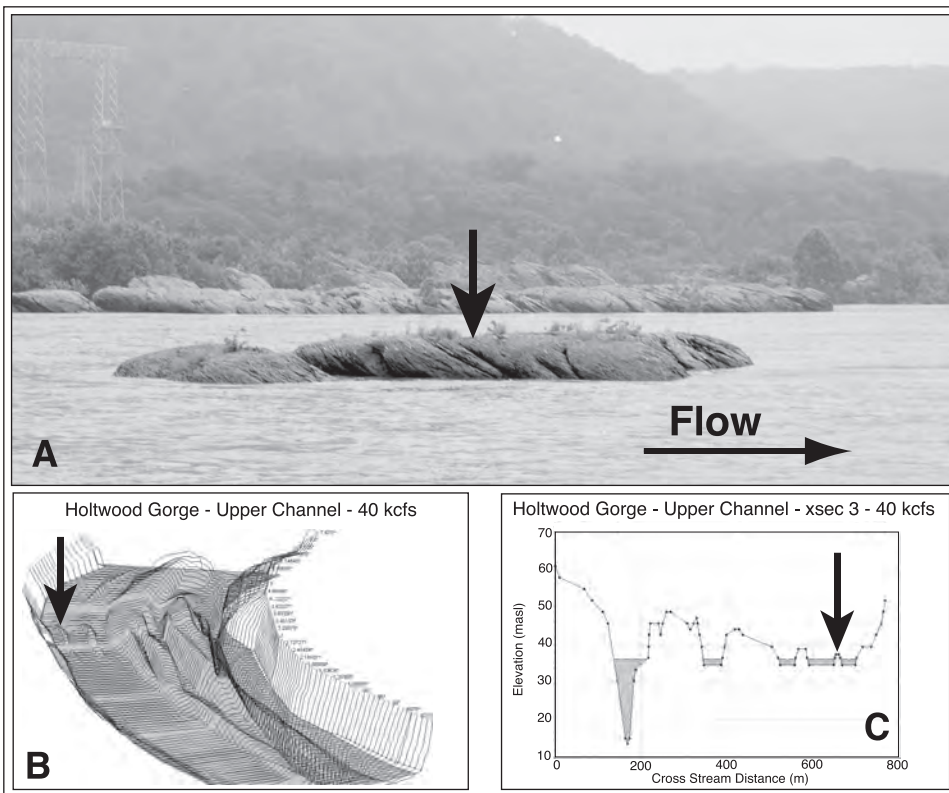 Flow
A
Holtwood Gorge - Upper Channel - 40 kcfs
B
Holtwood Gorge - Upper Channel - xsec 3 - 40 kcfs
70
60
50
40
30
20
10
Elevation (masl)
0
200
400
600
800
Cross Stream Distance (m)
C